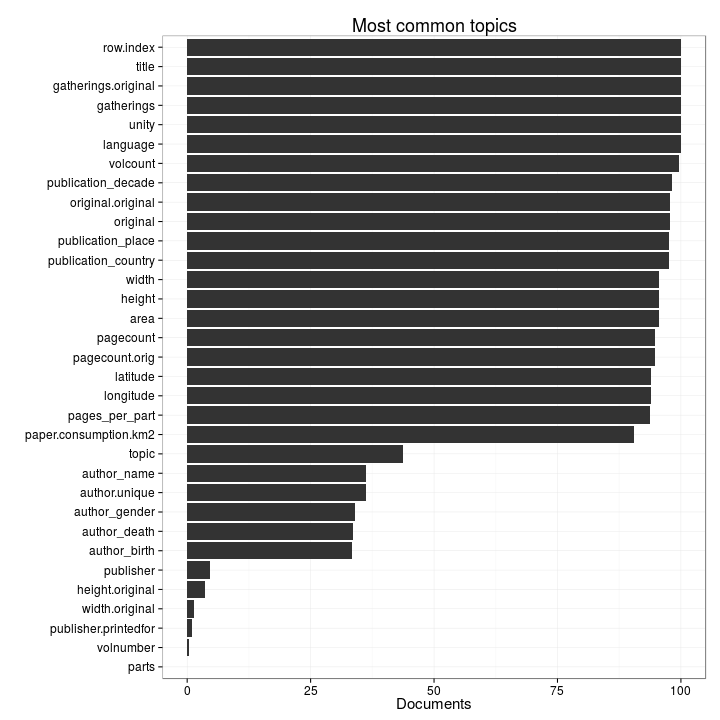 Most common topics
row.index
title
gatherings.original
gatherings
unity
language
volcount
publication_decade
original.original
original
publication_place
publication_country
width
height
area
pagecount
pagecount.orig
latitude
longitude
pages_per_part
paper.consumption.km2
topic
author_name
author.unique
author_gender
author_death
author_birth
publisher
height.original
width.original
publisher.printedfor
volnumber
parts
0 25 50 75 100
Documents